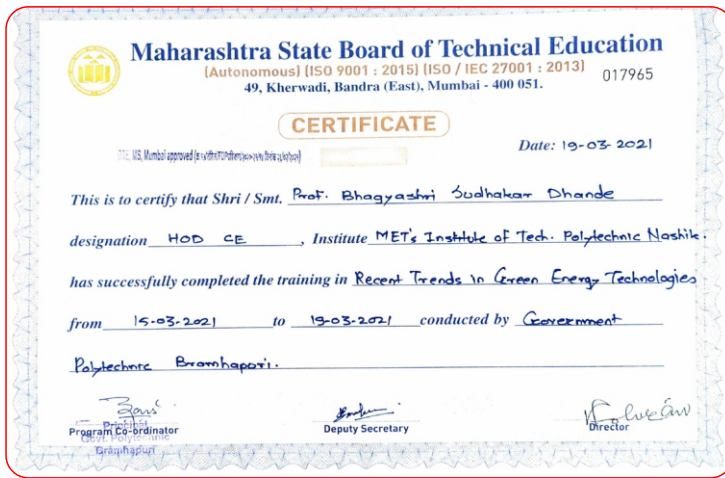 Maharashtra State Board of Technical Education
(Autonomous) (ISO 9001 : 2015) (ISO / IEC 27001 : 2013)
017965
49, Kherwadi, Bandra (East), Mumbai - 400 051.
CERTIFICATE
Date: 19-03-2021
This is to certify that Shri / Smt. Prof. Bhagyashri Sudhakar Dhande
designation HOD CE , Institute MET's Institute of Tech. Polytechnic Nashik.
has successfully completed the training in Recent Trends in Green Energy Technologies
from 15-03-2021 to 19-03-2021 conducted by Government
Polytechnic Bramhapuri.
Program Co-ordinator
Principal
Govt. Polytechnic
Bramhapuri
Deputy Secretary
Director